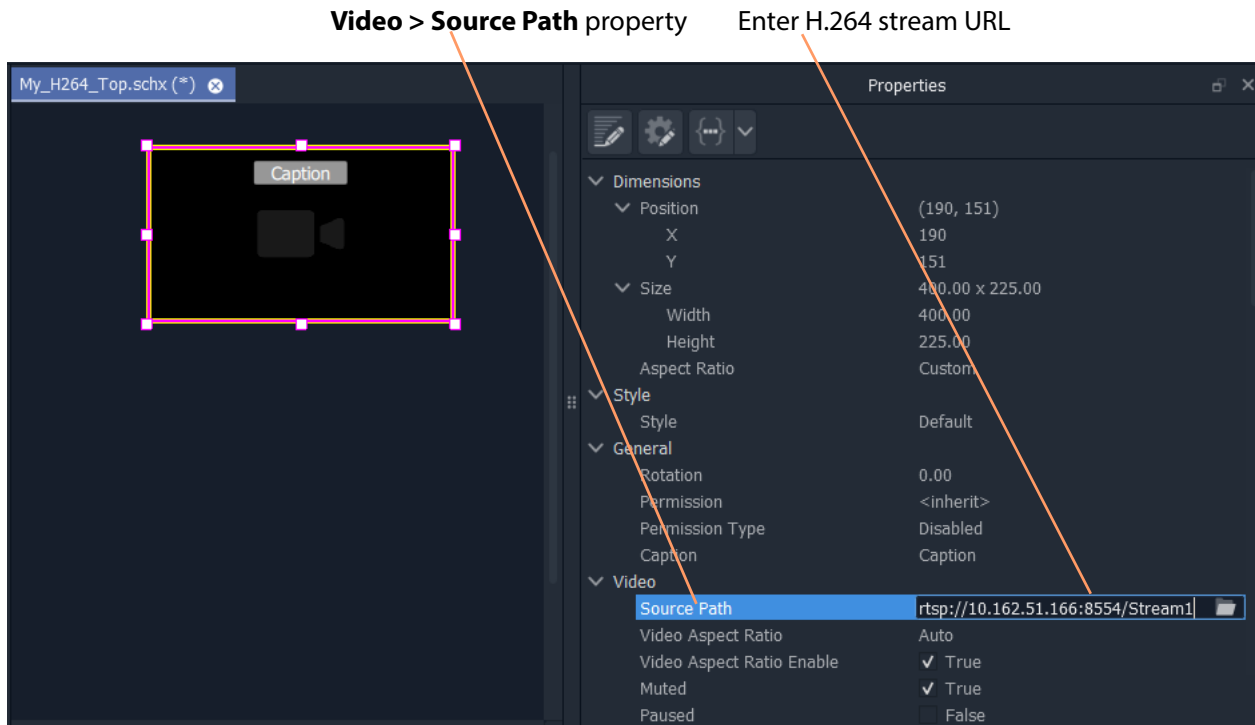 Video > Source Path property Enter H.264 stream URL
My_H264_Top.schx (*)
Properties
Caption
Dimensions
Position (190, 151)
X 190
Y 151
Size 400.00 x 225.00
Width 400.00
Height 225.00
Aspect Ratio Custom
Style
Style Default
General
Rotation 0.00
Permission <inherit>
Permission Type Disabled
Caption Caption
Video
Source Path rtsp://10.162.51.166:8554/Stream1
Video Aspect Ratio Auto
Video Aspect Ratio Enable True
Muted True
Paused False